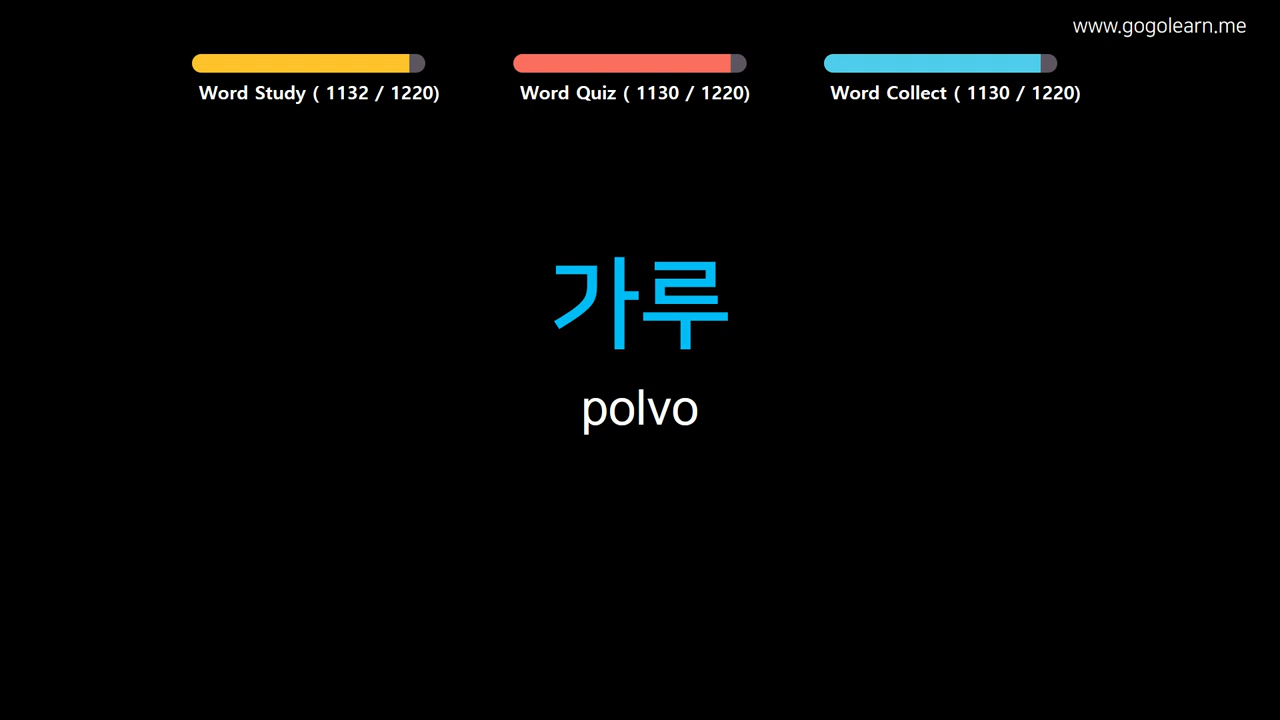 www.gogolearn.me
Word Study ( 1132 / 1220)
Word Quiz ( 1130 / 1220)
Word Collect ( 1130 / 1220)
가루
polvo